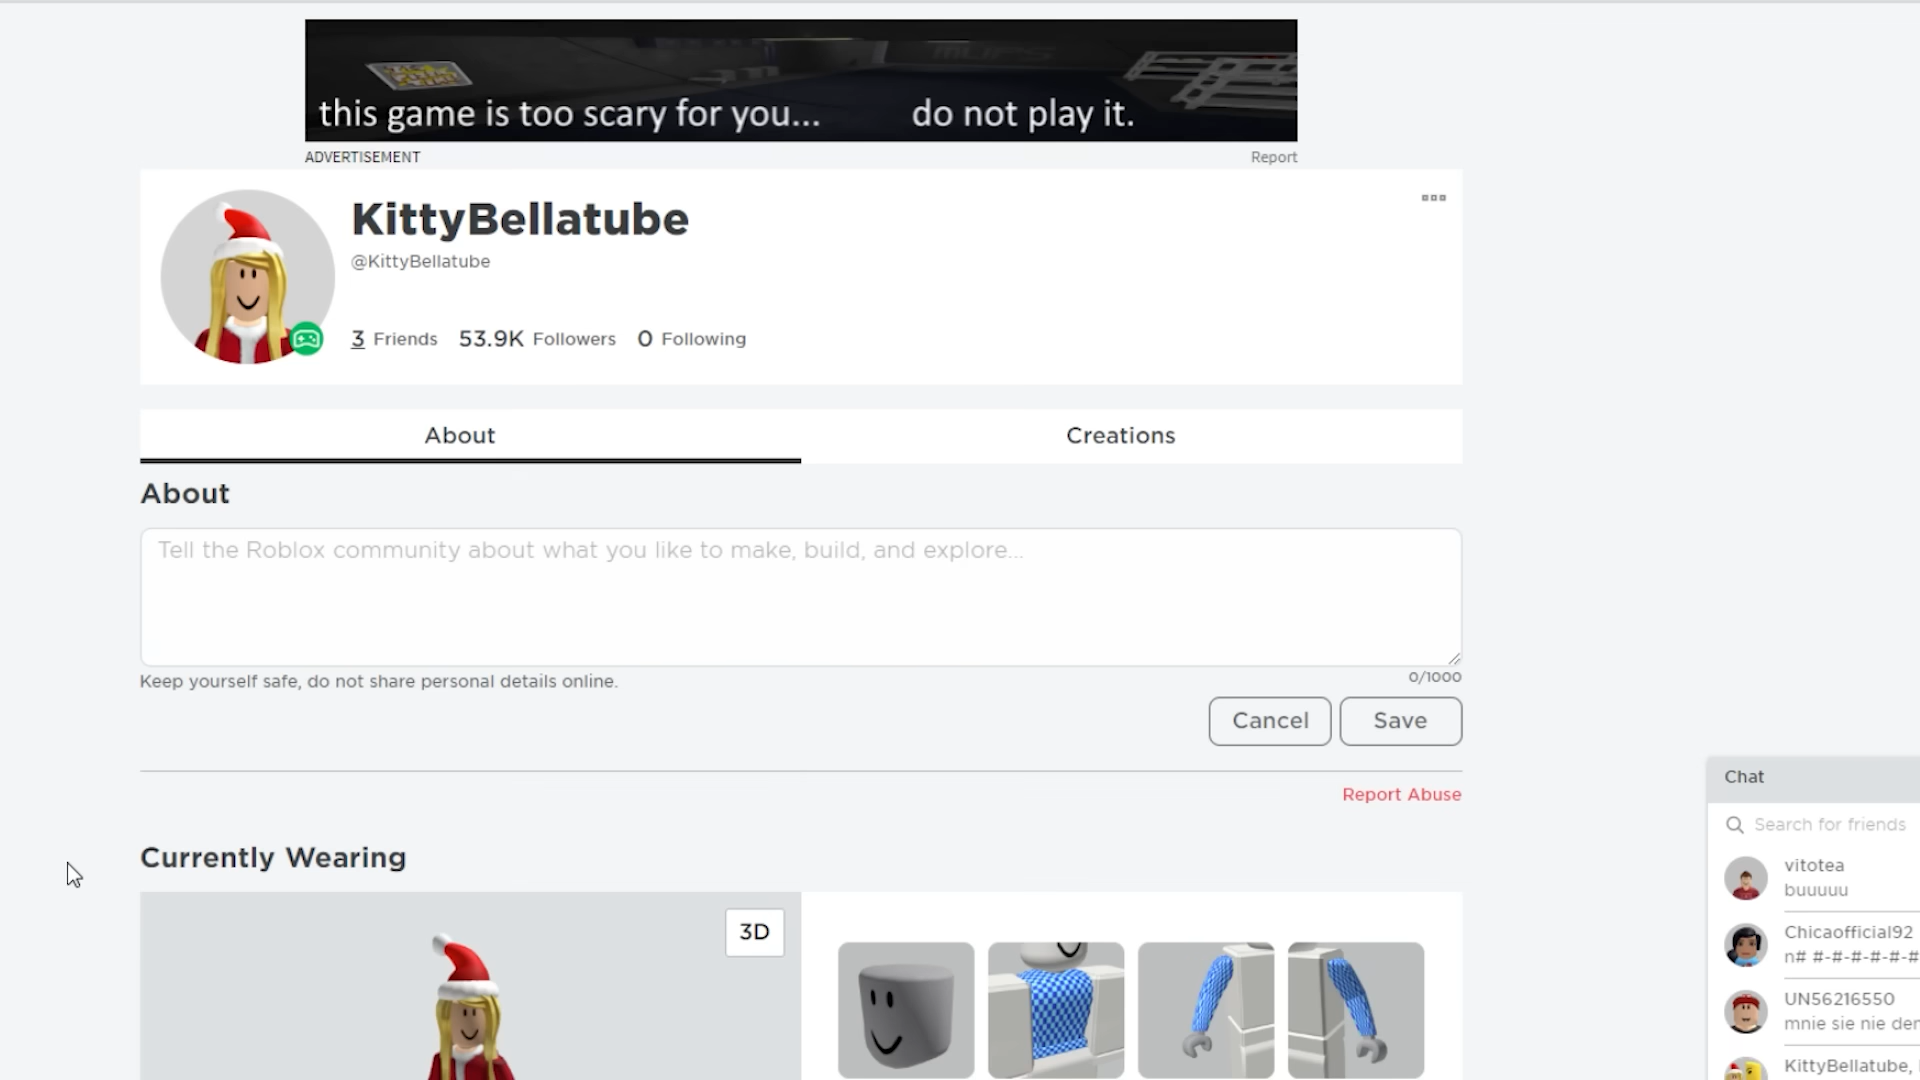 this game is too scary for you... do not play it.
ADVERTISEMENT Report
KittyBellatube
@KittyBellatube
3 Friends 53.9K Followers 0 Following
About Creations
About
Tell the Roblox community about what you like to make, build, and explore...
Keep yourself safe, do not share personal details online. 0/1000
Cancel Save
Report Abuse
Currently Wearing
3D
Chat
Search for friends
vitotea
buuuuu
Chicaofficial92
n# #-#-#-#-#-#
UN56216550
mnie sie nie
KittyBellatube,